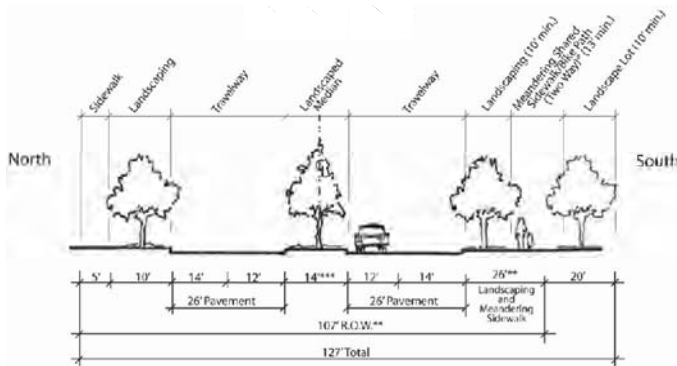 Sidewalk
Landscaping
Travelway
Landscaped
Median
Travelway
Landscaping (10' min.)
Meandering Shared
Sidewalk/Bike Path
(Two Way)* (13' min.)
Landscape Lot (10' min.)
North
South
5'
10'
14'
12'
14'***
12'
14'
26'**
20'
26' Pavement
26' Pavement
Landscaping
and
Meandering
Sidewalk
107' R.O.W.**
127' Total